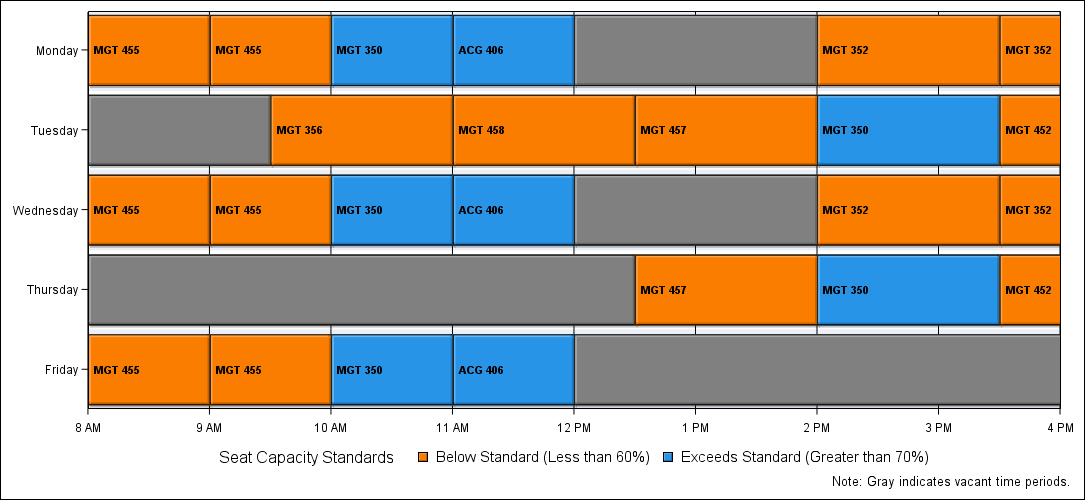 Monday MGT 455 MGT 455 MGT 350 ACG 406 MGT 352 MGT 352
Tuesday MGT 356 MGT 458 MGT 457 MGT 350 MGT 452
Wednesday MGT 455 MGT 455 MGT 350 ACG 406 MGT 352 MGT 352
Thursday MGT 457 MGT 350 MGT 452
Friday MGT 455 MGT 455 MGT 350 ACG 406
8 AM 9 AM 10 AM 11 AM 12 PM 1 PM 2 PM 3 PM 4 PM
Seat Capacity Standards Below Standard (Less than 60%) Exceeds Standard (Greater than 70%)
Note: Gray indicates vacant time periods.